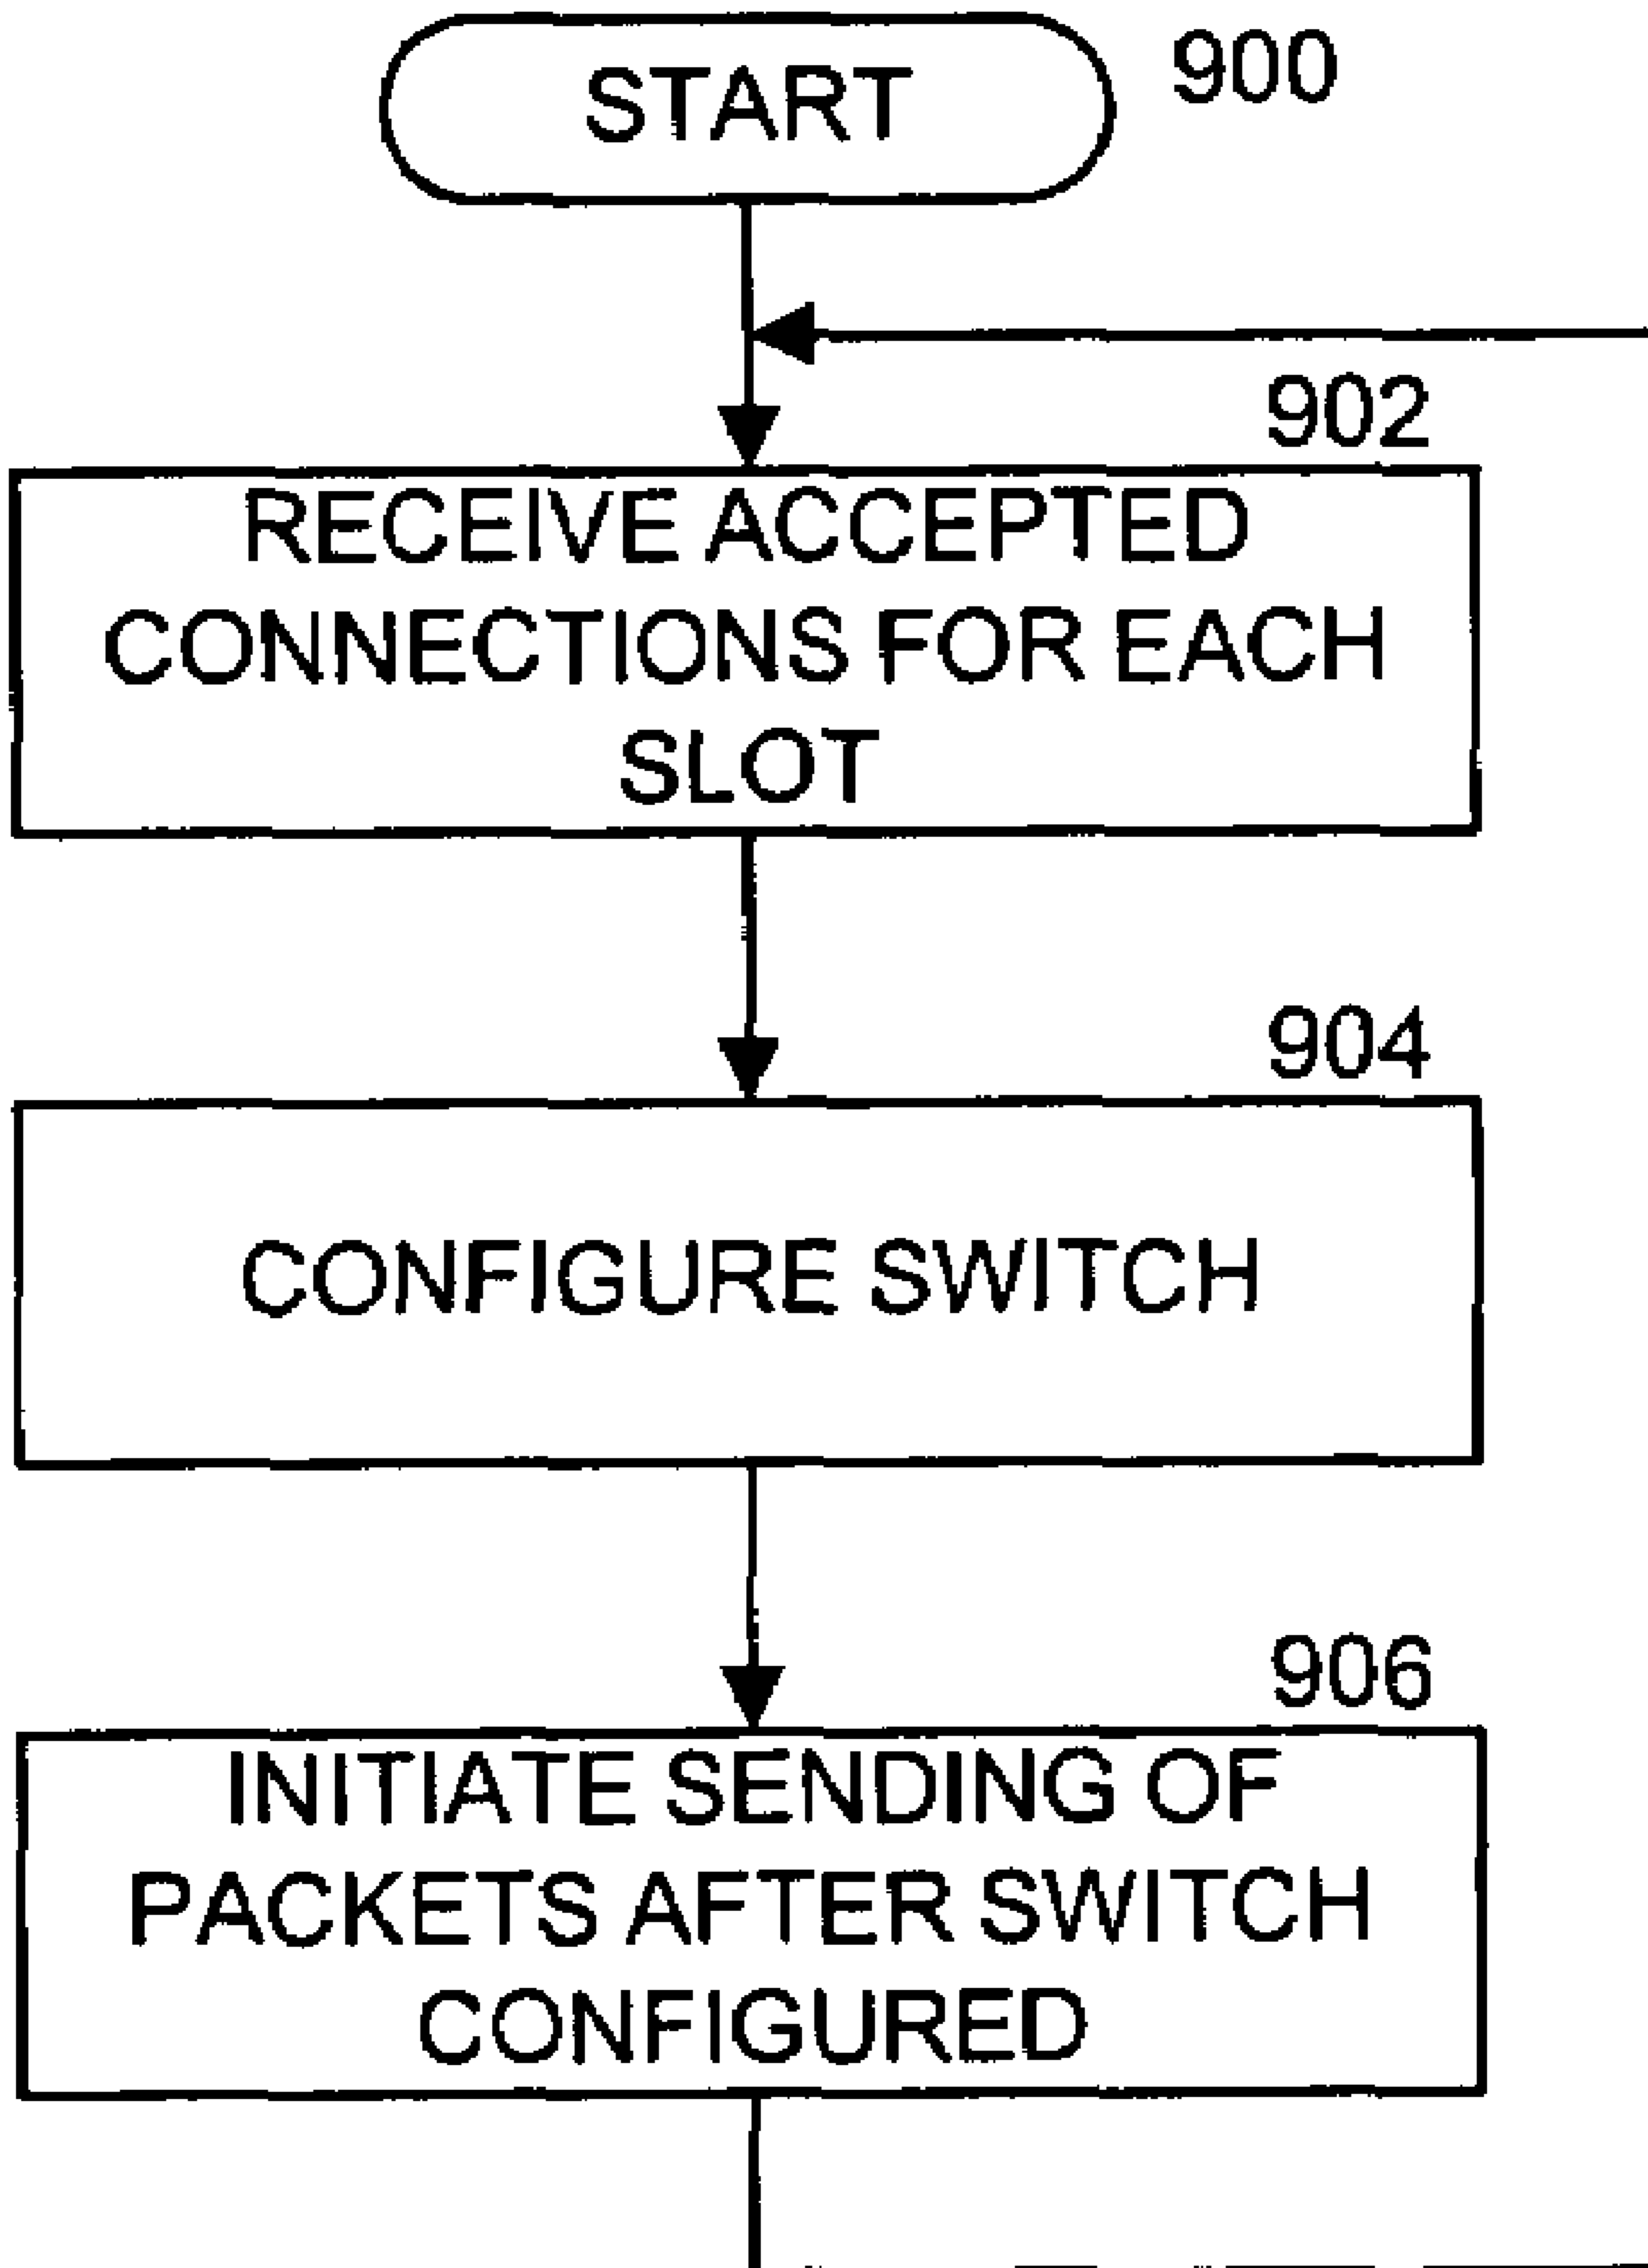 START
900
902
RECEIVE ACCEPTED
CONNECTIONS FOR EACH
SLOT
904
CONFIGURE SWITCH
906
INITIATE SENDING OF
PACKETS AFTER SWITCH
CONFIGURED